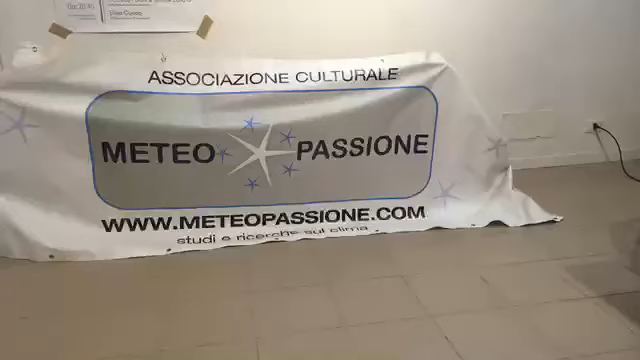 ASSOCIAZIONE CULTURALE
METEO PASSIONE
WWW.METEOPASSIONE.COM
studi e ricerche sul clima